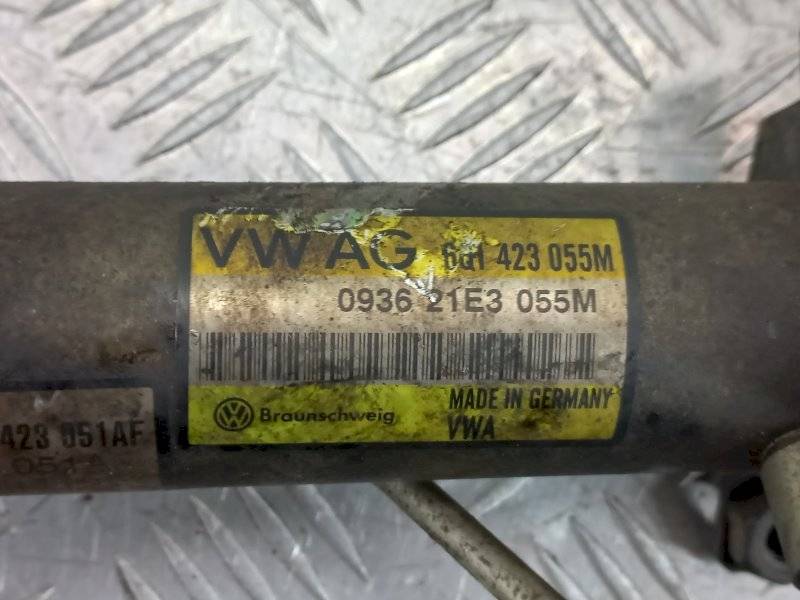 VW AG 6Q1 423 055M
0936 21E3 055M
Braunschweig
MADE IN GERMANY
VWA
423 051AF